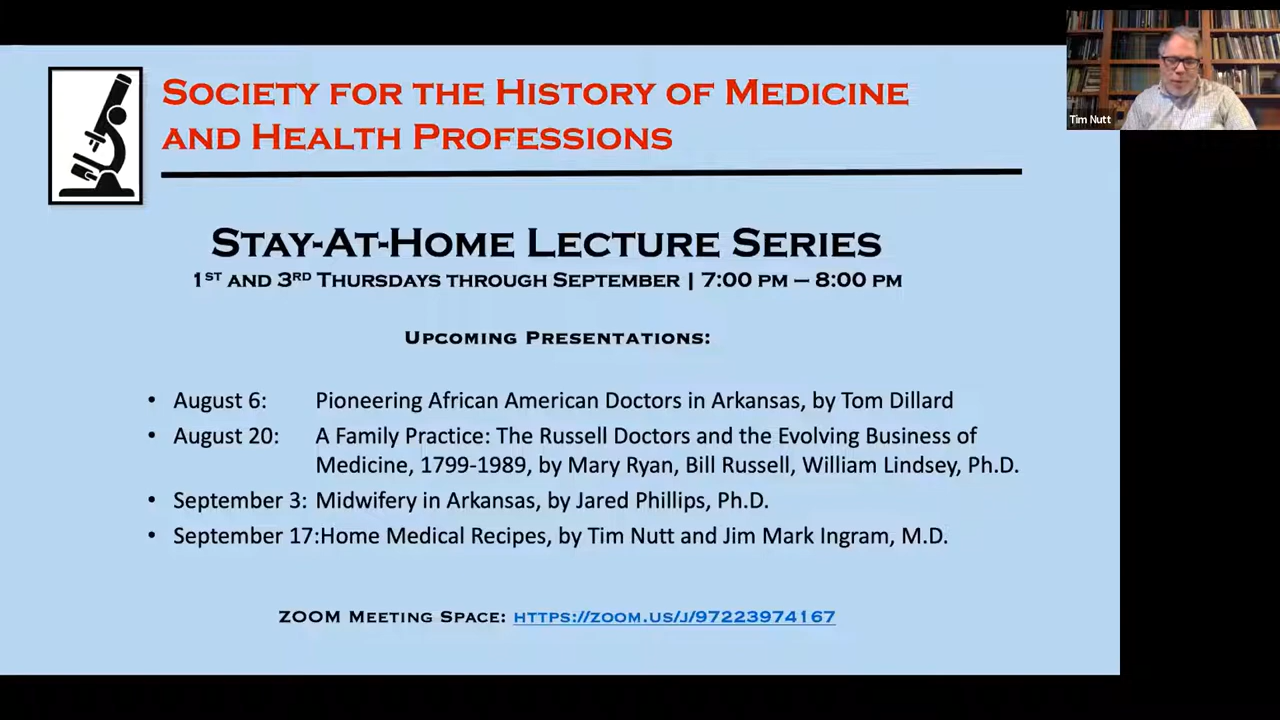 SOCIETY FOR THE HISTORY OF MEDICINE
AND HEALTH PROFESSIONS
STAY-AT-HOME LECTURE SERIES
1ST AND 3RD THURSDAYS THROUGH SEPTEMBER | 7:00 PM – 8:00 PM
UPCOMING PRESENTATIONS:
• August 6: Pioneering African American Doctors in Arkansas, by Tom Dillard
• August 20: A Family Practice: The Russell Doctors and the Evolving Business of
Medicine, 1799-1989, by Mary Ryan, Bill Russell, William Lindsey, Ph.D.
• September 3: Midwifery in Arkansas, by Jared Phillips, Ph.D.
• September 17:Home Medical Recipes, by Tim Nutt and Jim Mark Ingram, M.D.
ZOOM MEETING SPACE: HTTPS://ZOOM.US/J/97223974167
Tim Nutt